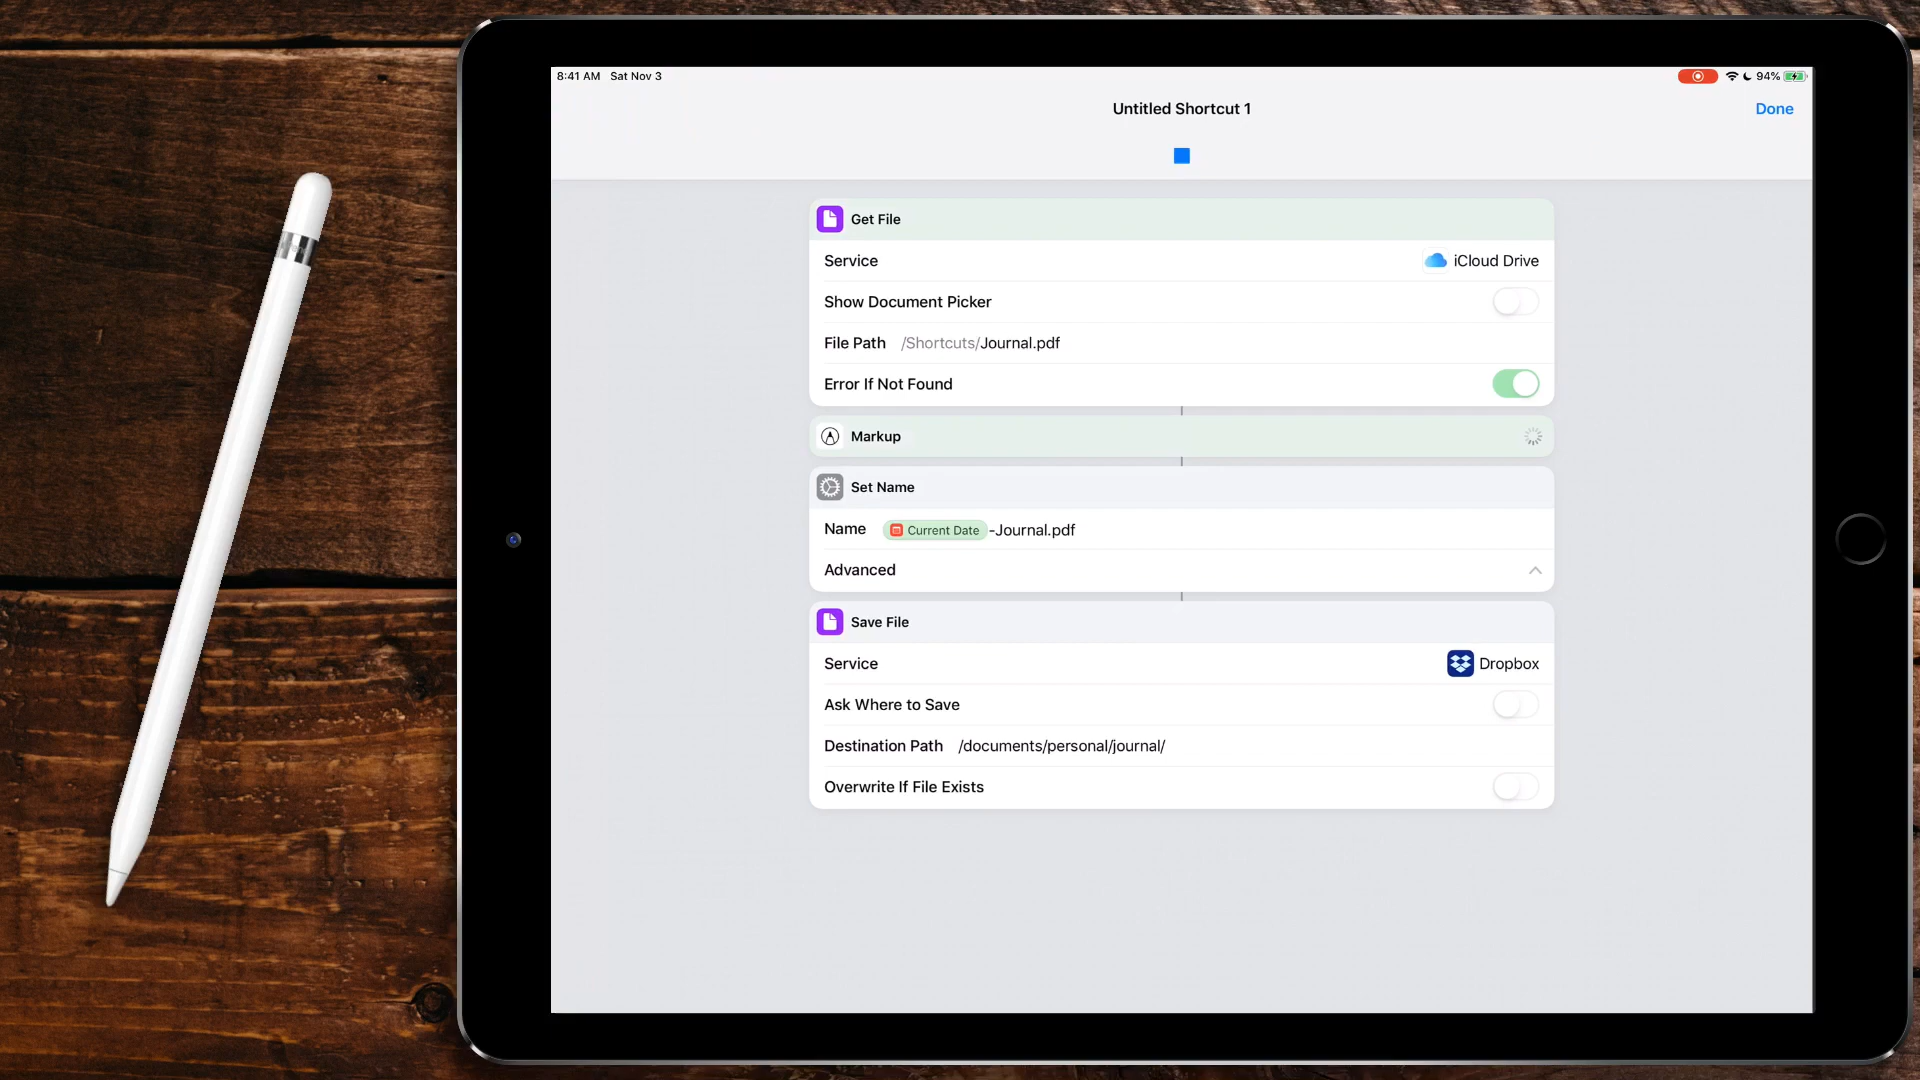 8:41 AM Sat Nov 3
94%
Untitled Shortcut 1
Done
Get File
Service iCloud Drive
Show Document Picker
File Path /Shortcuts/Journal.pdf
Error If Not Found
Markup
Set Name
Name Current Date -Journal.pdf
Advanced
Save File
Service Dropbox
Ask Where to Save
Destination Path /documents/personal/journal/
Overwrite If File Exists